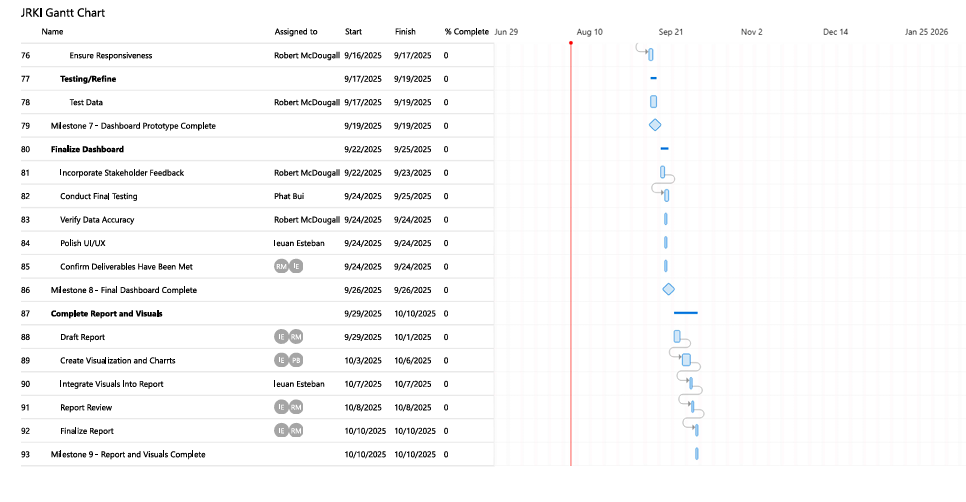 JRKI Gantt Chart
Name Assigned to Start Finish % Complete Jun 29 Aug 10 Sep 21 Nov 2 Dec 14 Jan 25 2026
76 Ensure Responsiveness Robert McDougall 9/16/2025 9/17/2025 0
77 Testing/Refine 9/17/2025 9/19/2025 0
78 Test Data Robert McDougall 9/17/2025 9/19/2025 0
79 Milestone 7 - Dashboard Prototype Complete 9/19/2025 9/19/2025 0
80 Finalize Dashboard 9/22/2025 9/25/2025 0
81 Incorporate Stakeholder Feedback Robert McDougall 9/22/2025 9/23/2025 0
82 Conduct Final Testing Phat Bui 9/24/2025 9/25/2025 0
83 Verify Data Accuracy Robert McDougall 9/24/2025 9/24/2025 0
84 Polish UI/UX Ieuan Esteban 9/24/2025 9/24/2025 0
85 Confirm Deliverables Have Been Met RM IE 9/24/2025 9/24/2025 0
86 Milestone 8 - Final Dashboard Complete 9/26/2025 9/26/2025 0
87 Complete Report and Visuals 9/29/2025 10/10/2025 0
88 Draft Report IE RM 9/29/2025 10/1/2025 0
89 Create Visualization and Charrts IE PB 10/3/2025 10/6/2025 0
90 Integrate Visuals Into Report Ieuan Esteban 10/7/2025 10/7/2025 0
91 Report Review IE RM 10/8/2025 10/8/2025 0
92 Finalize Report IE RM 10/10/2025 10/10/2025 0
93 Milestone 9 - Report and Visuals Complete 10/10/2025 10/10/2025 0